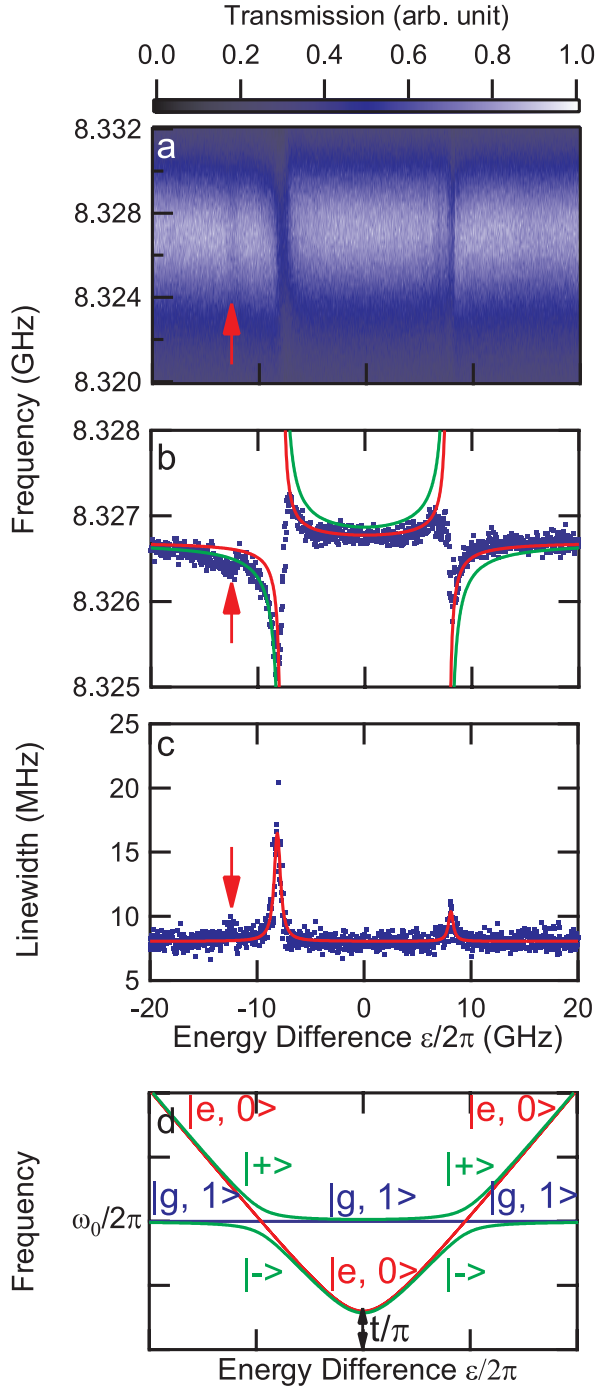 Transmission (arb. unit)
0.0 0.2 0.4 0.6 0.8 1.0
8.332
a
8.328
8.324
8.320
Frequency (GHz)
8.328
b
8.327
8.326
8.325
25
c
20
15
10
5
Linewidth (MHz)
-20 -10 0 10 20
Energy Difference ε/2π (GHz)
|e, 0> d |e, 0>
|+> |+>
|g, 1> |g, 1> |g, 1>
ω₀/2π
Frequency
|-> |e, 0> |->
t/π
Energy Difference ε/2π